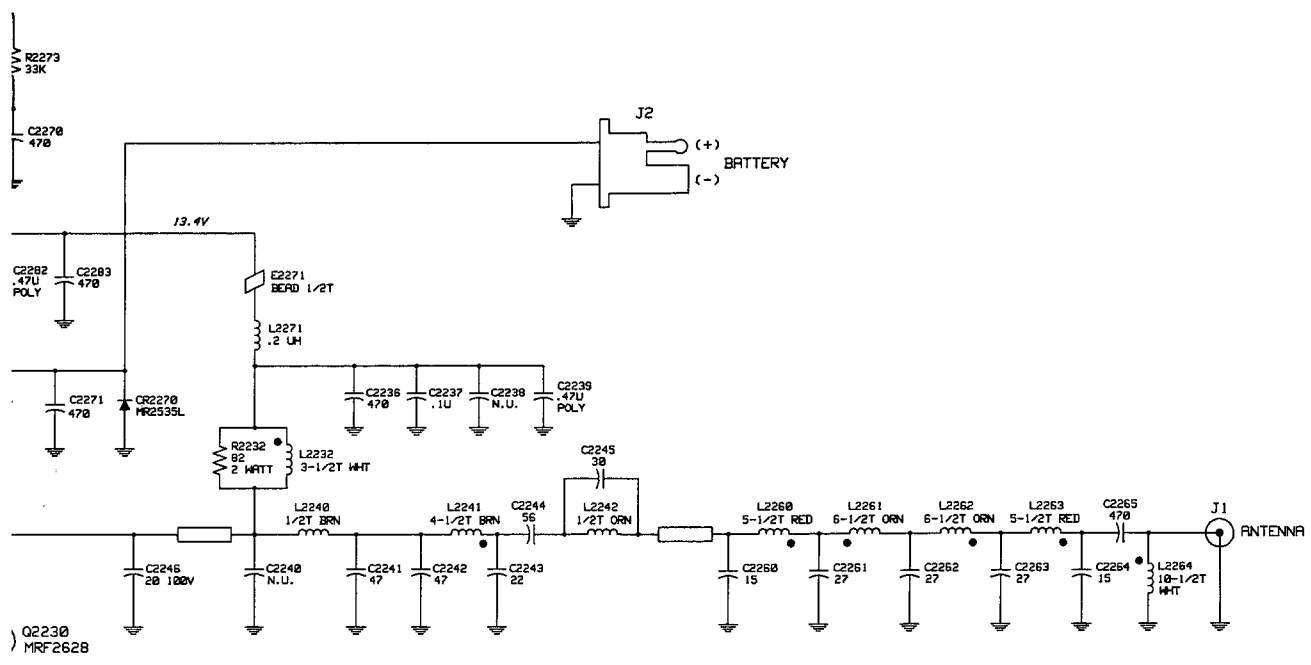 R2273
33K
C2270
470
J2
(+)
BATTERY
(-)
13.4V
C2282
.47U
POLY
C2283
470
E2271
BEAD 1/2T
L2271
.2 UH
C2271
470
CR2270
MR2535L
C2236
470
C2237
.1U
C2238
N.U.
C2239
.47U
POLY
R2232
82
2 WATT
L2232
3-1/2T WHT
C2245
30
L2240
1/2T BRN
L2241
4-1/2T BRN
C2244
56
L2242
1/2T ORN
L2260
5-1/2T RED
L2261
6-1/2T ORN
L2262
6-1/2T ORN
L2263
5-1/2T RED
C2265
470
J1
ANTENNA
C2246
20 100V
C2240
N.U.
C2241
47
C2242
47
C2243
22
C2260
15
C2261
27
C2262
27
C2263
27
C2264
15
L2264
10-1/2T
WHT
Q2230
MRF2628